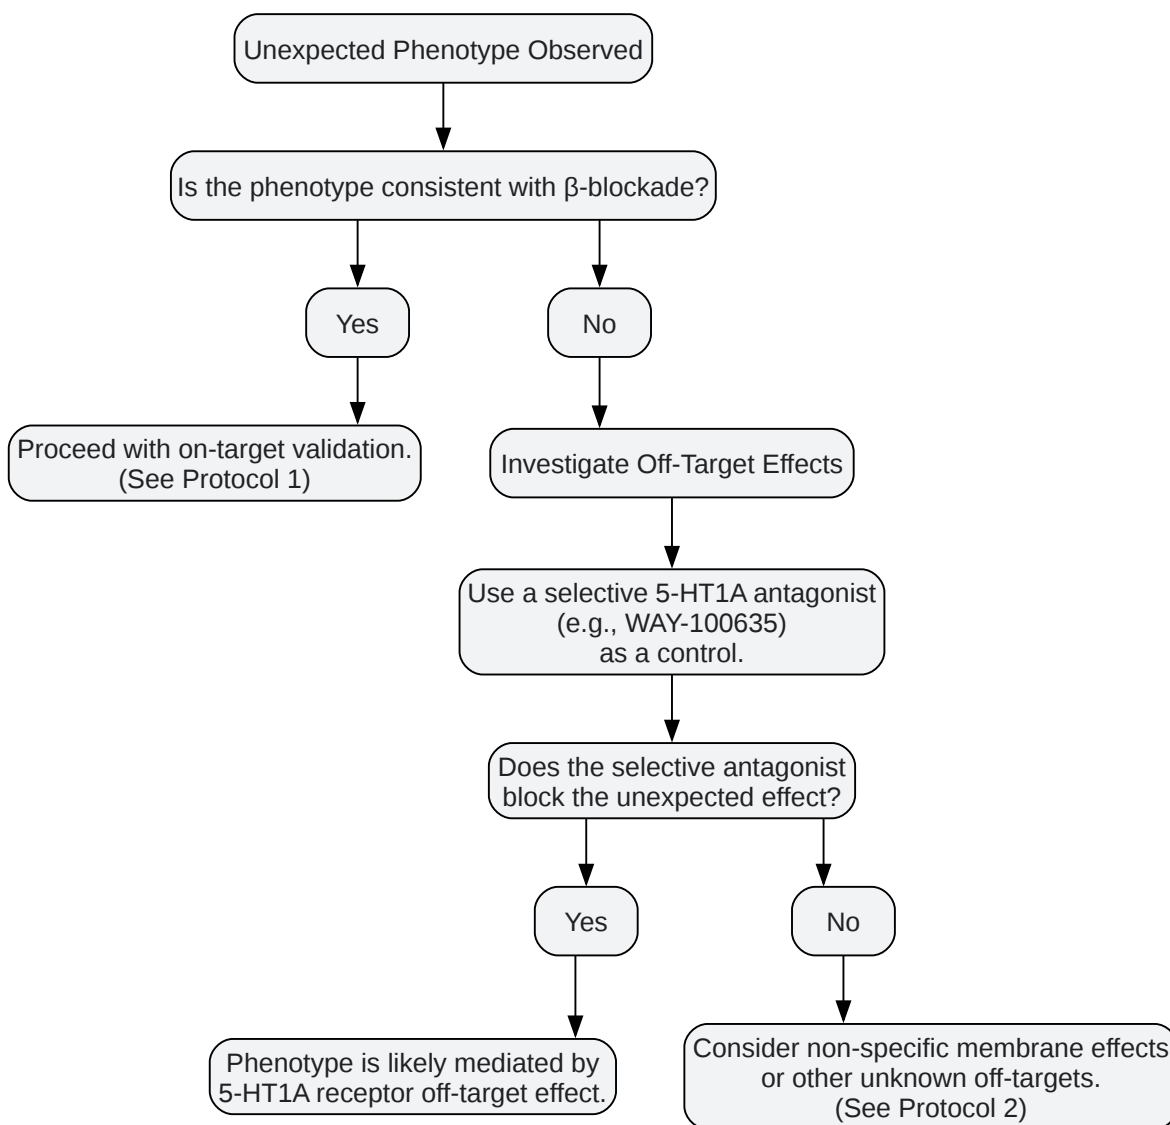 Unexpected Phenotype Observed
Is the phenotype consistent with β-blockade?
Yes
No
Proceed with on-target validation.
(See Protocol 1)
Investigate Off-Target Effects
Use a selective 5-HT1A antagonist
(e.g., WAY-100635)
as a control.
Does the selective antagonist
block the unexpected effect?
Yes
No
Phenotype is likely mediated by
5-HT1A receptor off-target effect.
Consider non-specific membrane effects
or other unknown off-targets.
(See Protocol 2)